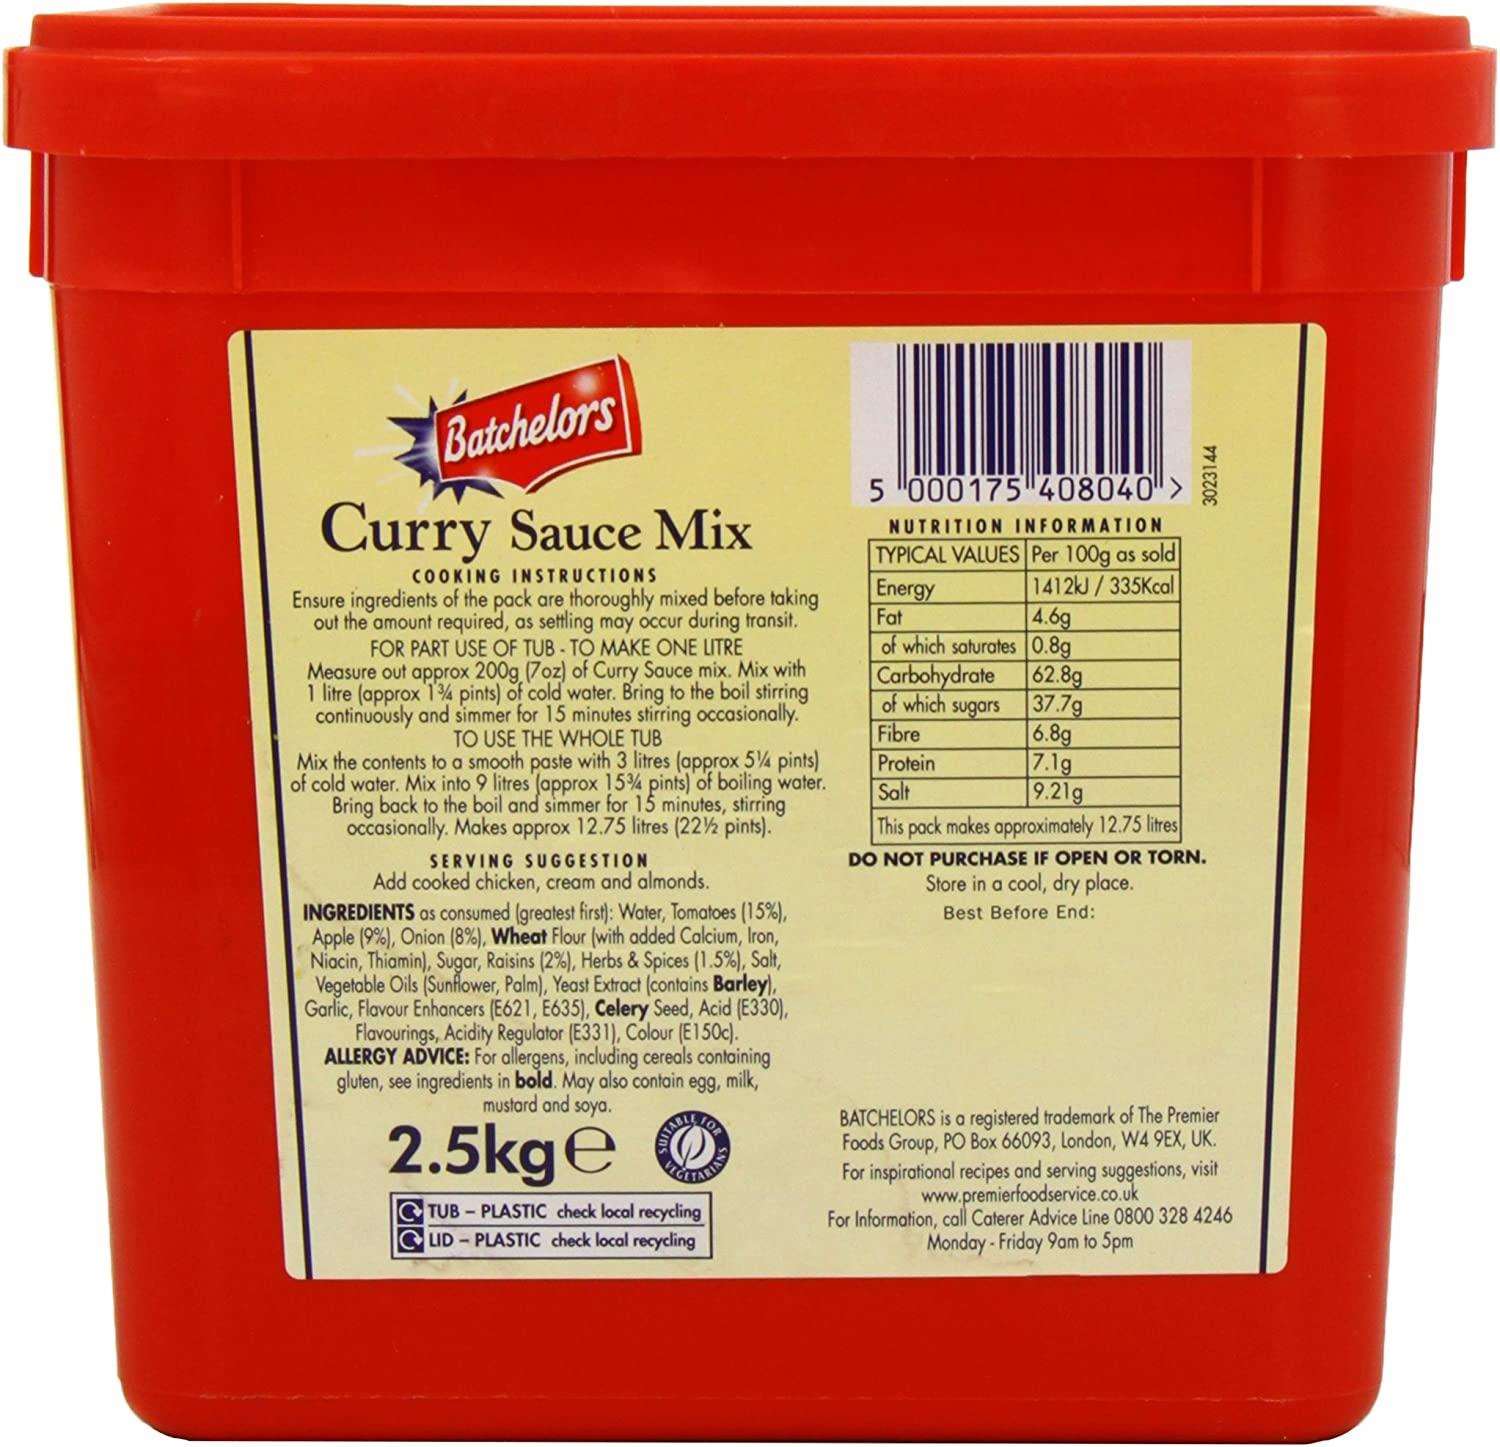 Batchelors
Curry Sauce Mix
COOKING INSTRUCTIONS
Ensure ingredients of the pack are thoroughly mixed before taking
out the amount required, as settling may occur during transit.
FOR PART USE OF TUB - TO MAKE ONE LITRE
Measure out approx 200g (7oz) of Curry Sauce mix. Mix with
1 litre (approx 1¾ pints) of cold water. Bring to the boil stirring
continuously and simmer for 15 minutes stirring occasionally.
TO USE THE WHOLE TUB
Mix the contents to a smooth paste with 3 litres (approx 5¼ pints)
of cold water. Mix into 9 litres (approx 15¾ pints) of boiling water.
Bring back to the boil and simmer for 15 minutes, stirring
occasionally. Makes approx 12.75 litres (22½ pints).
SERVING SUGGESTION
Add cooked chicken, cream and almonds.
INGREDIENTS as consumed (greatest first): Water, Tomatoes (15%),
Apple (9%), Onion (8%), Wheat Flour (with added Calcium, Iron,
Niacin, Thiamin), Sugar, Raisins (2%), Herbs & Spices (1.5%), Salt,
Vegetable Oils (Sunflower, Palm), Yeast Extract (contains Barley),
Garlic, Flavour Enhancers (E621, E635), Celery Seed, Acid (E330),
Flavourings, Acidity Regulator (E331), Colour (E150c).
ALLERGY ADVICE: For allergens, including cereals containing
gluten, see ingredients in bold. May also contain egg, milk,
mustard and soya.
2.5kg e
SUITABLE FOR VEGETARIANS
TUB – PLASTIC check local recycling
LID – PLASTIC check local recycling
5 000175 408040 >
3023144
NUTRITION INFORMATION
TYPICAL VALUES Per 100g as sold
Energy 1412kJ / 335Kcal
Fat 4.6g
of which saturates 0.8g
Carbohydrate 62.8g
of which sugars 37.7g
Fibre 6.8g
Protein 7.1g
Salt 9.21g
This pack makes approximately 12.75 litres
DO NOT PURCHASE IF OPEN OR TORN.
Store in a cool, dry place.
Best Before End:
BATCHELORS is a registered trademark of The Premier
Foods Group, PO Box 66093, London, W4 9EX, UK.
For inspirational recipes and serving suggestions, visit
www.premierfoodservice.co.uk
For Information, call Caterer Advice Line 0800 328 4246
Monday - Friday 9am to 5pm